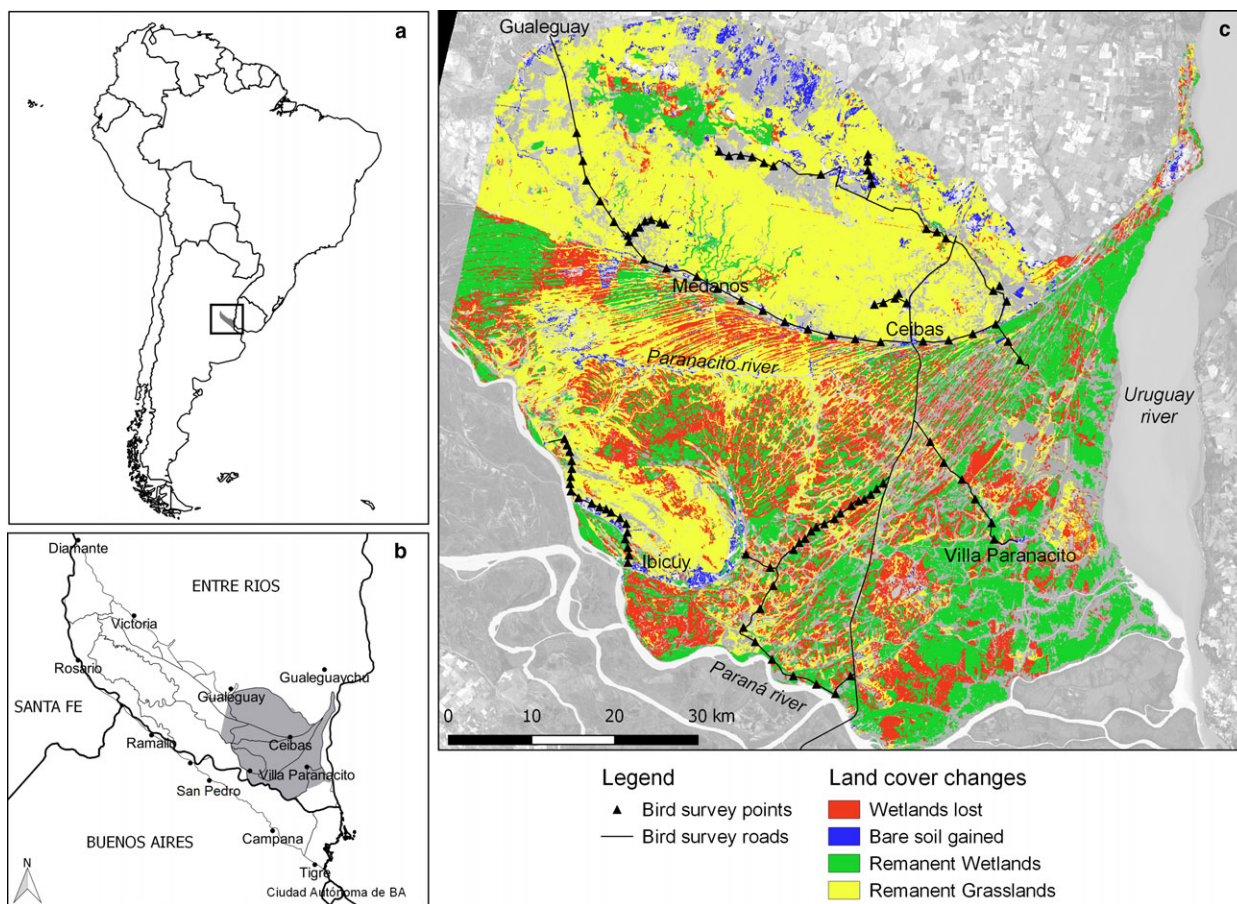 a
b
Diamante
ENTRE RIOS
Victoria
Rosario
Gualeguaychú
Gualeguay
SANTA FE
Ceibas
Ramallo
Villa Paranacito
San Pedro
BUENOS AIRES
Campana
Tigre
N
Ciudad Autónoma de BA
c
Gualeguay
Médanos
Ceibas
Paranacito river
Uruguay
river
Villa Paranacito
Ibicuy
Paraná river
0 10 20 30 km
Legend
Bird survey points
Bird survey roads
Land cover changes
Wetlands lost
Bare soil gained
Remanent Wetlands
Remanent Grasslands